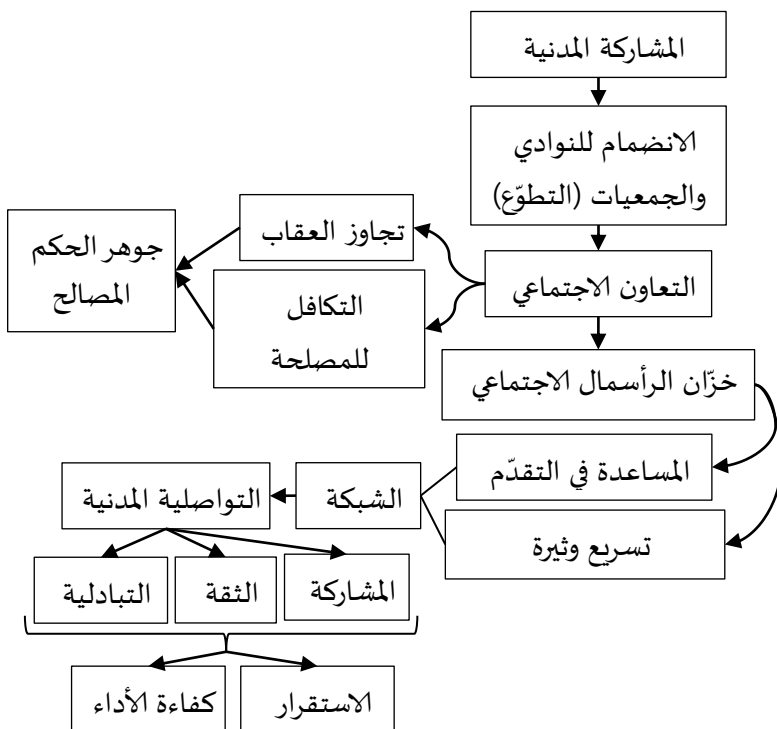 المشاركة المدنية
الانضمام للنوادي
والجمعيات (التطوّع)
التعاون الاجتماعي
تجاوز العقاب
التكافل
للمصلحة
جوهر الحكم
المصالح
خزّان الرأسمال الاجتماعي
المساعدة في التقدّم
تسريع وثيرة
الشبكة
التواصلية المدنية
المشاركة
الثقة
التبادلية
الاستقرار
كفاءة الأداء